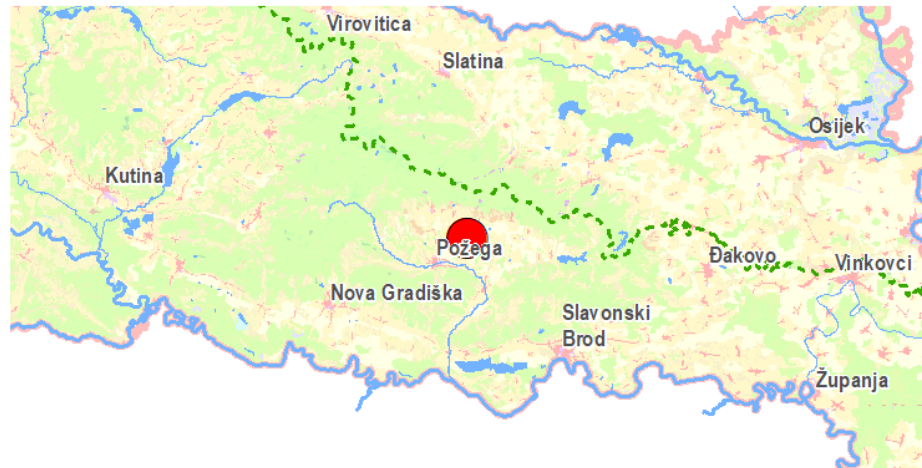 Virovitica
Slatina
Osijek
Kutina
Požega
Đakovo
Vinkovci
Nova Gradiška
Slavonski
Brod
Županja